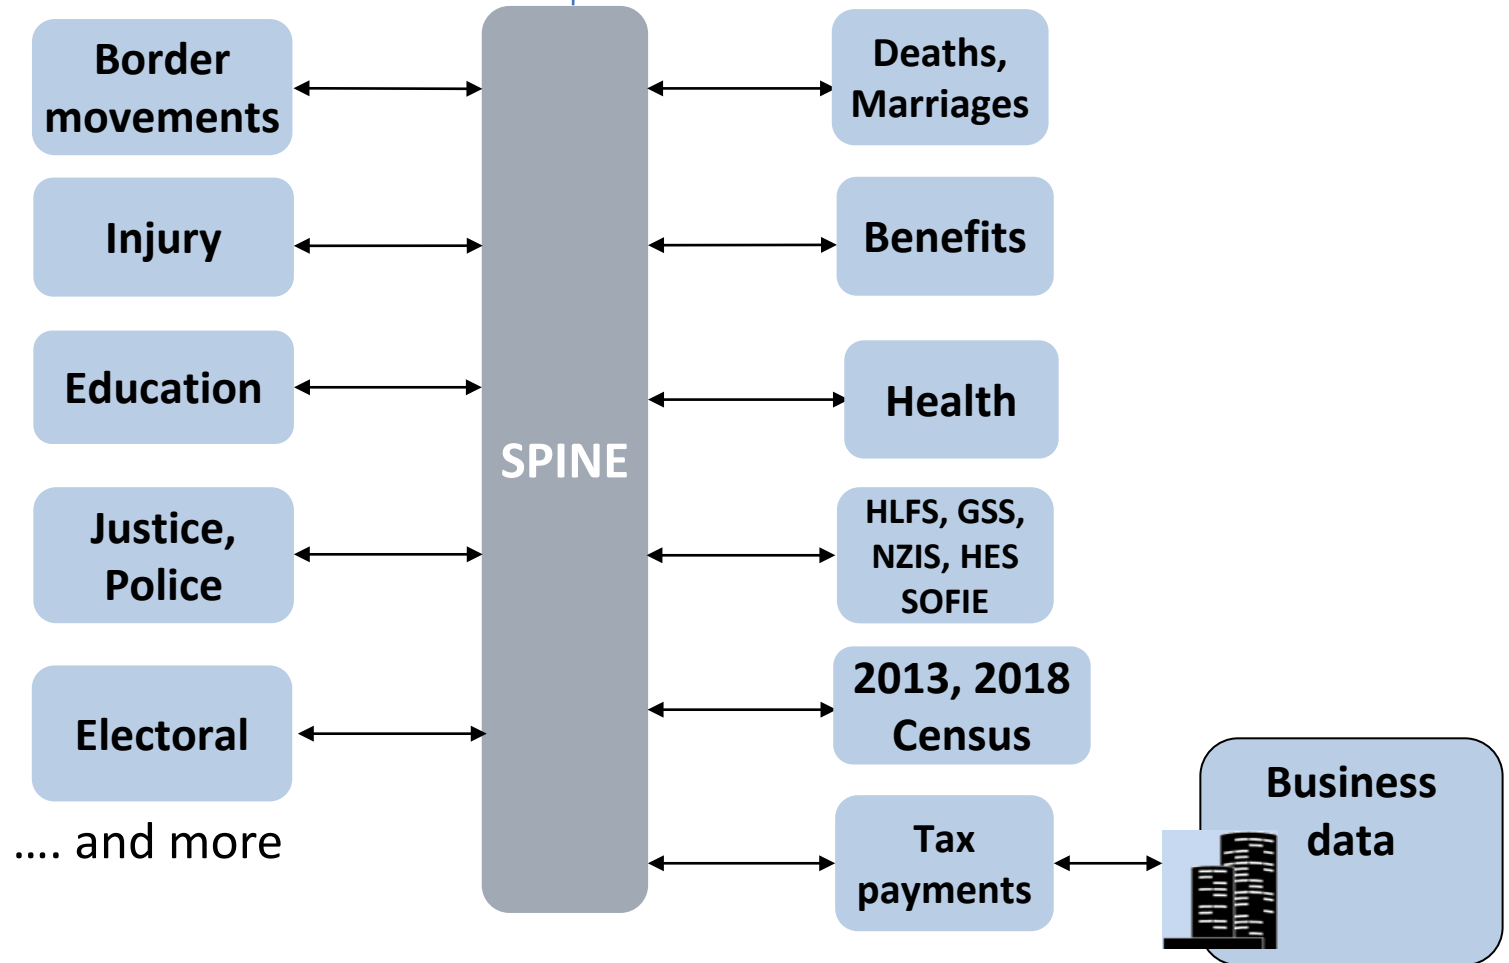 Border
movements
Injury
Education
Justice,
Police
Electoral
.... and more
SPINE
Deaths,
Marriages
Benefits
Health
HLFS, GSS,
NZIS, HES
SOFIE
2013, 2018
Census
Tax
payments
Business
data